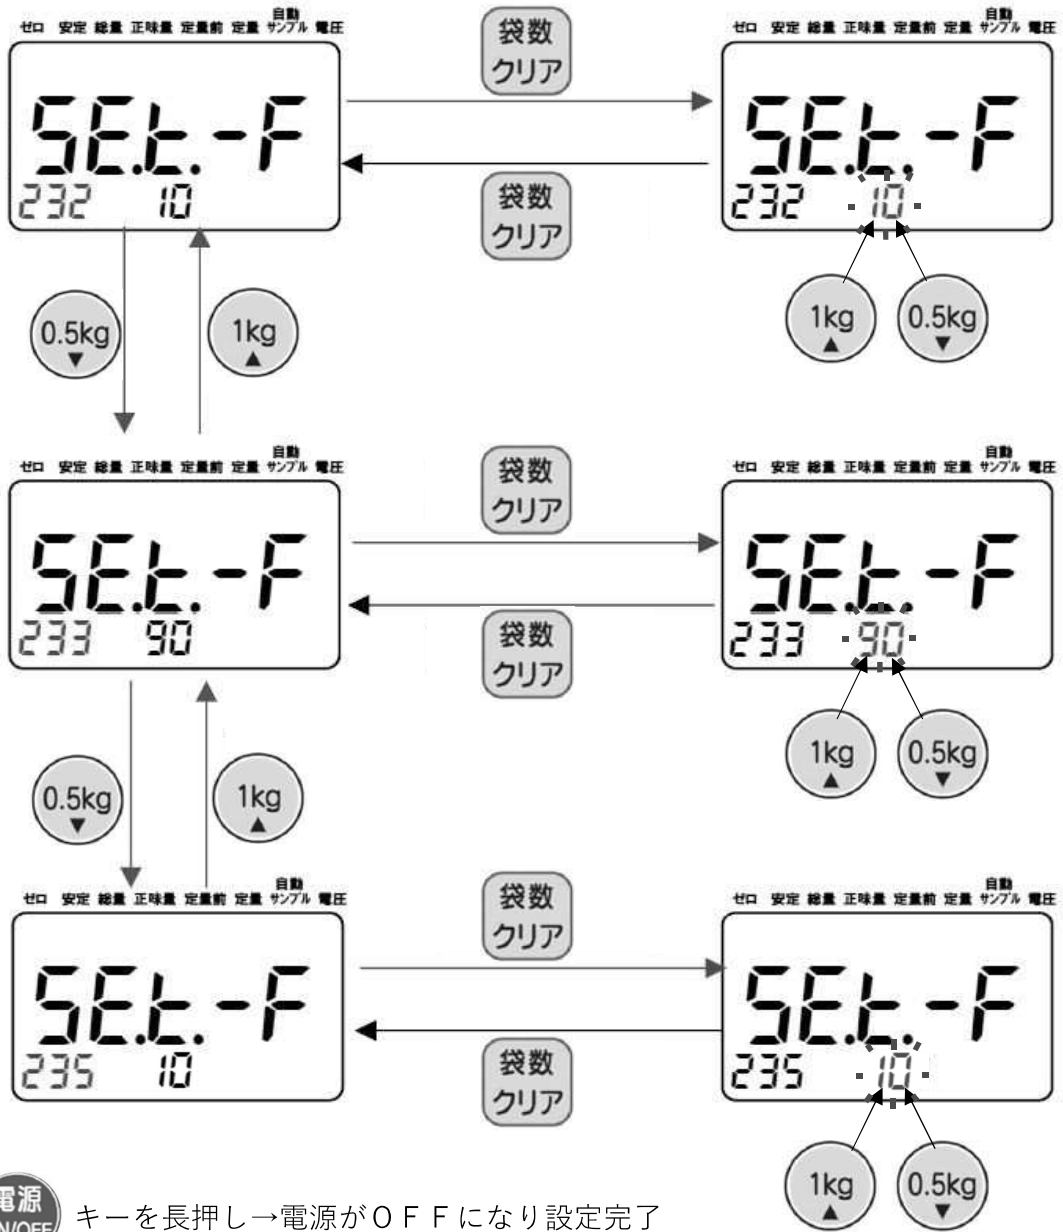 自動 自動
ゼロ 安定 総量 正味量 定量前 定量 サンプル 電圧 袋数 クリア ゼロ 安定 総量 正味量 定量前 定量 サンプル 電圧
SEt.-F SEt.-F
232 10 袋数 クリア 232 10
0.5kg ▼ 1kg ▲ 1kg ▲ 0.5kg ▼
自動 自動
ゼロ 安定 総量 正味量 定量前 定量 サンプル 電圧 袋数 クリア ゼロ 安定 総量 正味量 定量前 定量 サンプル 電圧
SE.t.-F SE.t.-F
233 90 袋数 クリア 233 90
0.5kg ▼ 1kg ▲ 1kg ▲ 0.5kg ▼
自動 自動
ゼロ 安定 総量 正味量 定量前 定量 サンプル 電圧 袋数 クリア ゼロ 安定 総量 正味量 定量前 定量 サンプル 電圧
SE.t.-F SE.t.-F
235 10 袋数 クリア 235 10
1kg ▲ 0.5kg ▼
電源
N/OFF キーを長押し→電源がOFFになり設定完了